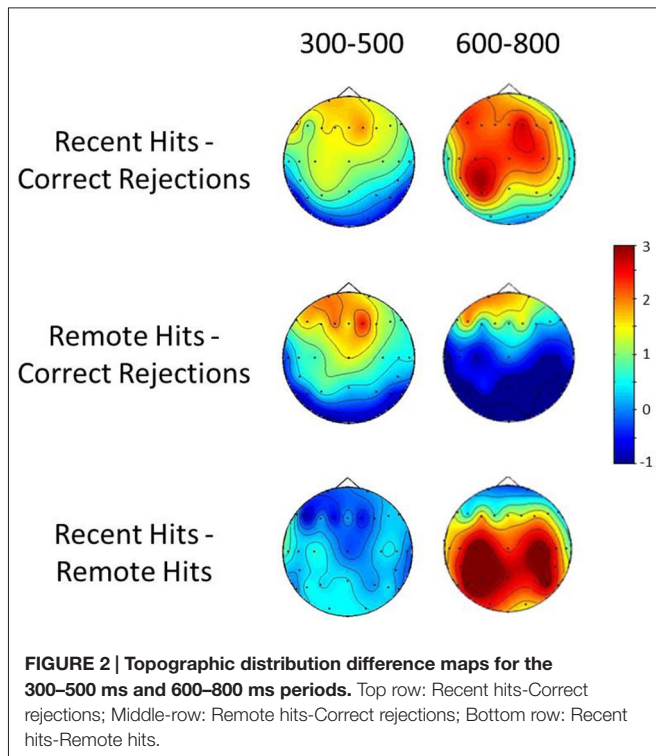 300-500 600-800
Recent Hits -
Correct Rejections
Remote Hits -
Correct Rejections
Recent Hits -
Remote Hits
3
2
1
0
-1
FIGURE 2 | Topographic distribution difference maps for the
300–500 ms and 600–800 ms periods. Top row: Recent hits-Correct
rejections; Middle-row: Remote hits-Correct rejections; Bottom row: Recent
hits-Remote hits.